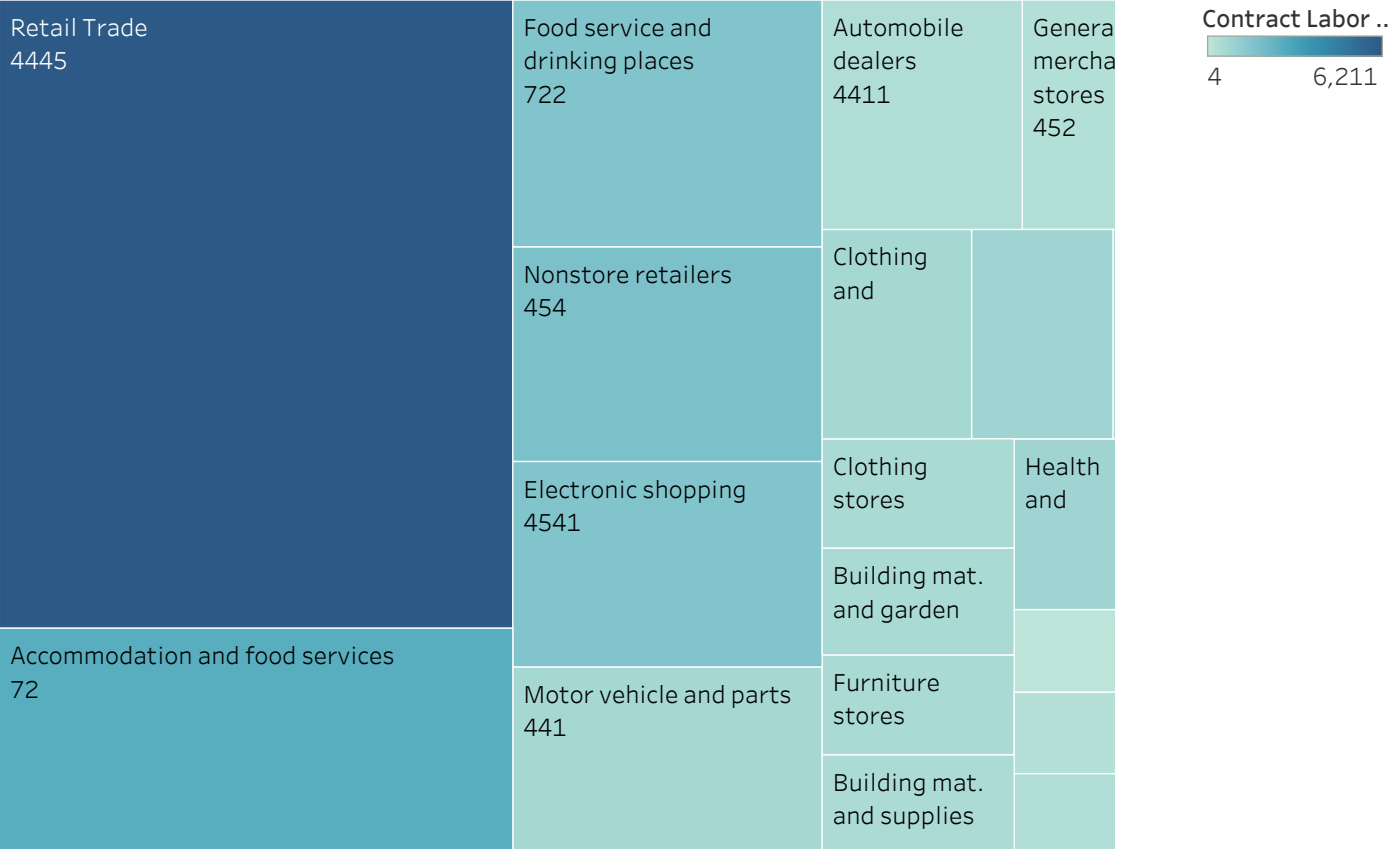 Retail Trade
4445
Food service and
drinking places
722
Automobile
dealers
4411
Genera
mercha
stores
452
Contract Labor ..
4
6,211
Clothing
and
Nonstore retailers
454
Clothing
stores
Health
and
Electronic shopping
4541
Building mat.
and garden
Accommodation and food services
72
Furniture
stores
Motor vehicle and parts
441
Building mat.
and supplies